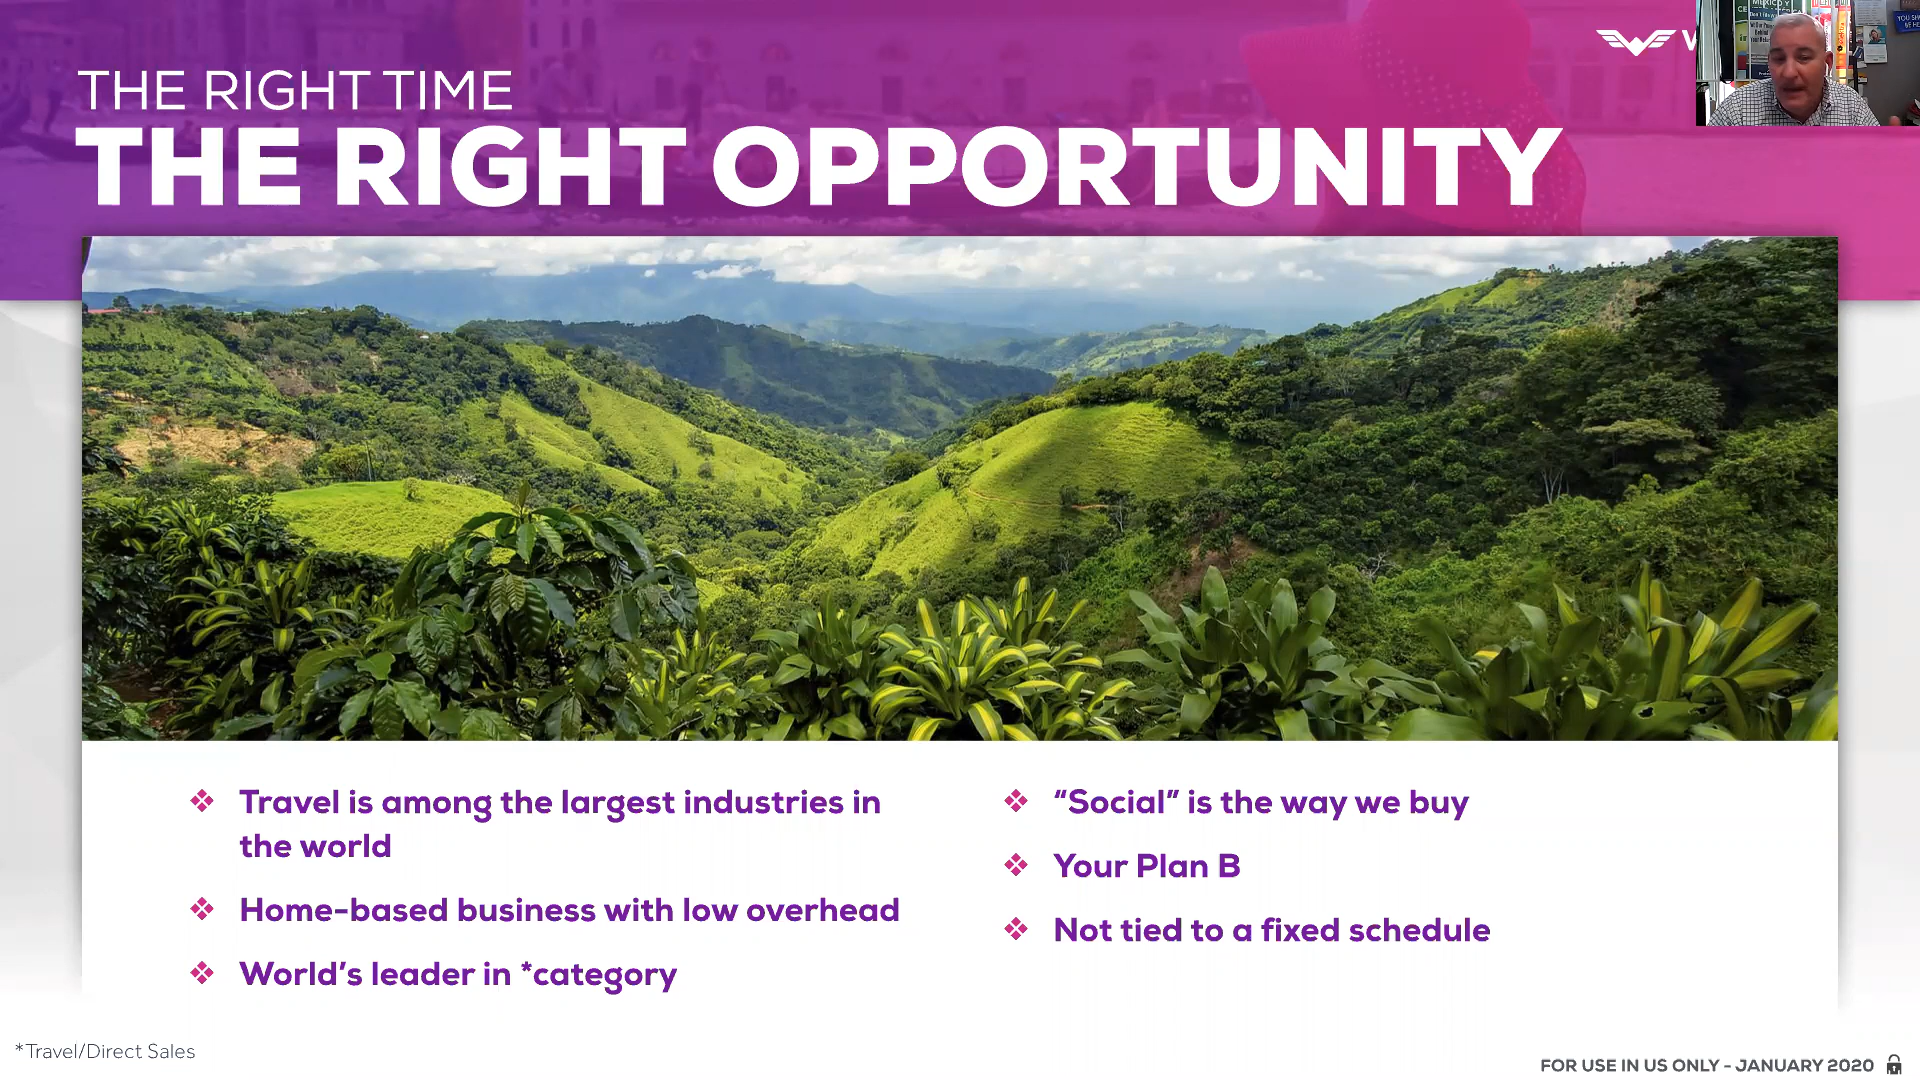 THE RIGHT TIME
THE RIGHT OPPORTUNITY
MEXICO Y
Travel is among the largest industries in
the world
Home-based business with low overhead
World's leader in *category
“Social” is the way we buy
Your Plan B
Not tied to a fixed schedule
*Travel/Direct Sales
FOR USE IN US ONLY - JANUARY 2020